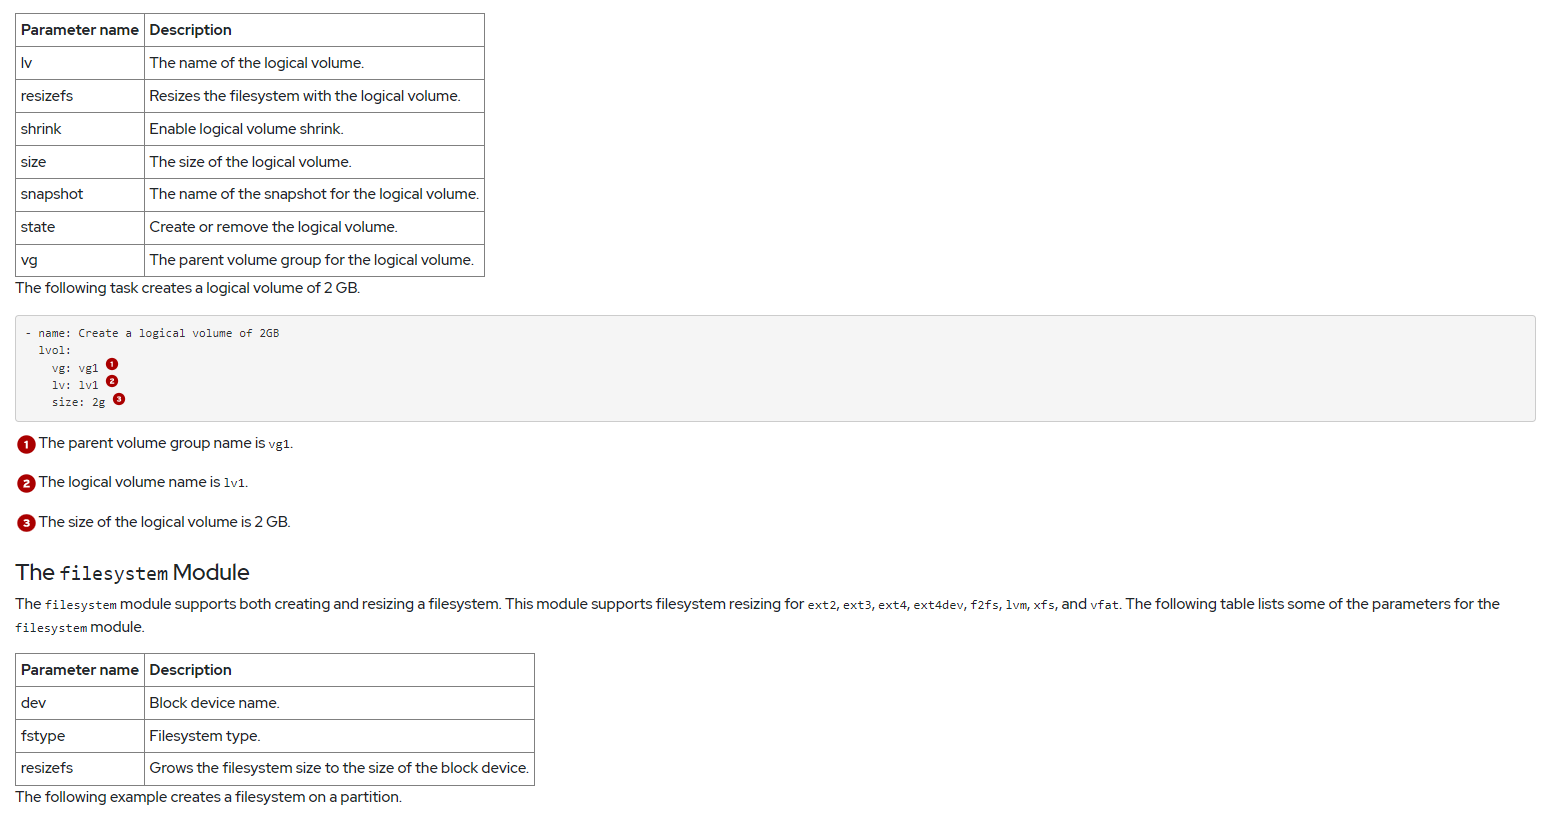 Parameter name Description
lv The name of the logical volume.
resizefs Resizes the filesystem with the logical volume.
shrink Enable logical volume shrink.
size The size of the logical volume.
snapshot The name of the snapshot for the logical volume.
state Create or remove the logical volume.
vg The parent volume group for the logical volume.
The following task creates a logical volume of 2 GB.
- name: Create a logical volume of 2GB
  lvol:
    vg: vg1 1
    lv: lv1 2
    size: 2g 3
1 The parent volume group name is vg1.
2 The logical volume name is lv1.
3 The size of the logical volume is 2 GB.
The filesystem Module
The filesystem module supports both creating and resizing a filesystem. This module supports filesystem resizing for ext2, ext3, ext4, ext4dev, f2fs, lvm, xfs, and vfat. The following table lists some of the parameters for the
filesystem module.
Parameter name Description
dev Block device name.
fstype Filesystem type.
resizefs Grows the filesystem size to the size of the block device.
The following example creates a filesystem on a partition.